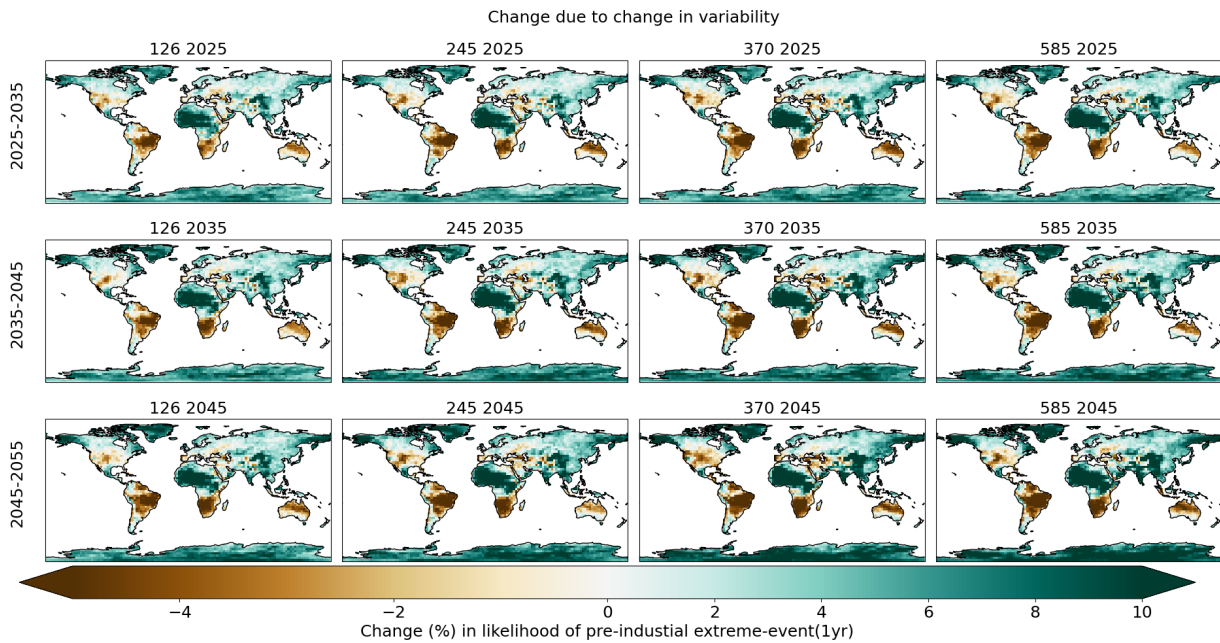 Change due to change in variability
126 2025 245 2025 370 2025 585 2025
2025-2035
126 2035 245 2035 370 2035 585 2035
2035-2045
126 2045 245 2045 370 2045 585 2045
2045-2055
−4 −2 0 2 4 6 8 10
Change (%) in likelihood of pre-industial extreme-event(1yr)